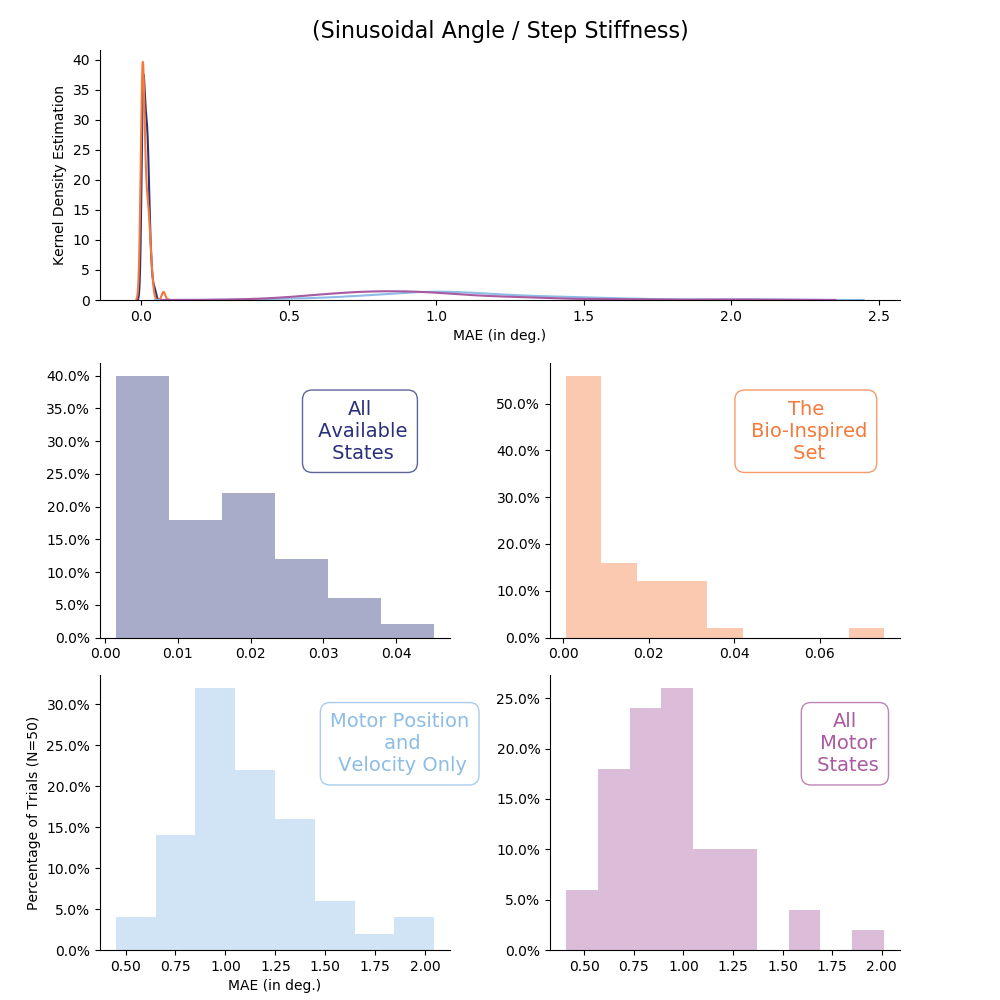 (Sinusoidal Angle / Step Stiffness)
Kernel Density Estimation
40
35
30
25
20
15
10
5
0
0.0 0.5 1.0 1.5 2.0 2.5
MAE (in deg.)
40.0%
35.0%
30.0%
25.0%
20.0%
15.0%
10.0%
5.0%
0.0%
0.00 0.01 0.02 0.03 0.04
All
Available
States
50.0%
40.0%
30.0%
20.0%
10.0%
0.0%
0.00 0.02 0.04 0.06
The
Bio-Inspired
Set
Percentage of Trials (N=50)
30.0%
25.0%
20.0%
15.0%
10.0%
5.0%
0.0%
0.50 0.75 1.00 1.25 1.50 1.75 2.00
MAE (in deg.)
Motor Position
and
Velocity Only
25.0%
20.0%
15.0%
10.0%
5.0%
0.0%
0.50 0.75 1.00 1.25 1.50 1.75 2.00
All
Motor
States